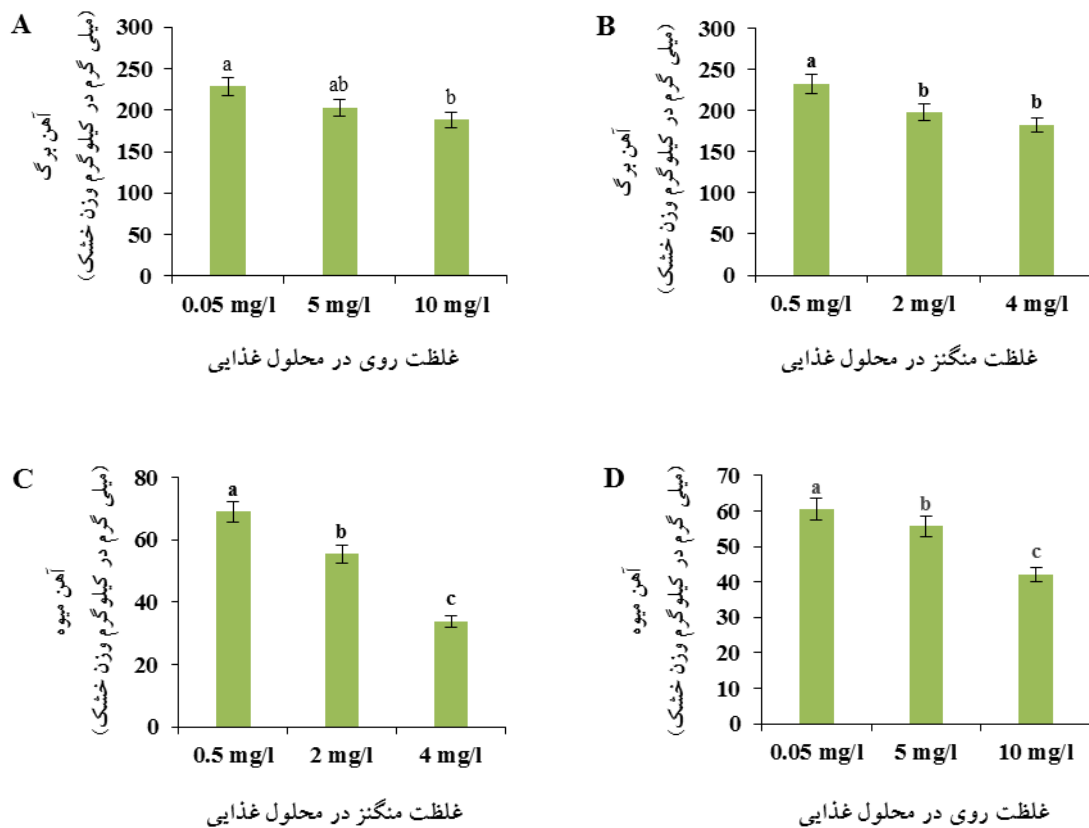 A
آهن برگ
(میلی گرم در کیلوگرم وزن خشک)
300
250
200
150
100
50
0
a
ab
b
0.05 mg/l
5 mg/l
10 mg/l
غلظت روی در محلول غذایی
B
آهن برگ
(میلی گرم در کیلوگرم وزن خشک)
300
250
200
150
100
50
0
a
b
b
0.5 mg/l
2 mg/l
4 mg/l
غلظت منگنز در محلول غذایی
C
آهن میوه
(میلی گرم در کیلوگرم وزن خشک)
80
60
40
20
0
a
b
c
0.5 mg/l
2 mg/l
4 mg/l
غلظت منگنز در محلول غذایی
D
آهن میوه
(میلی گرم در کیلوگرم وزن خشک)
70
60
50
40
30
20
10
0
a
b
c
0.05 mg/l
5 mg/l
10 mg/l
غلظت روی در محلول غذایی